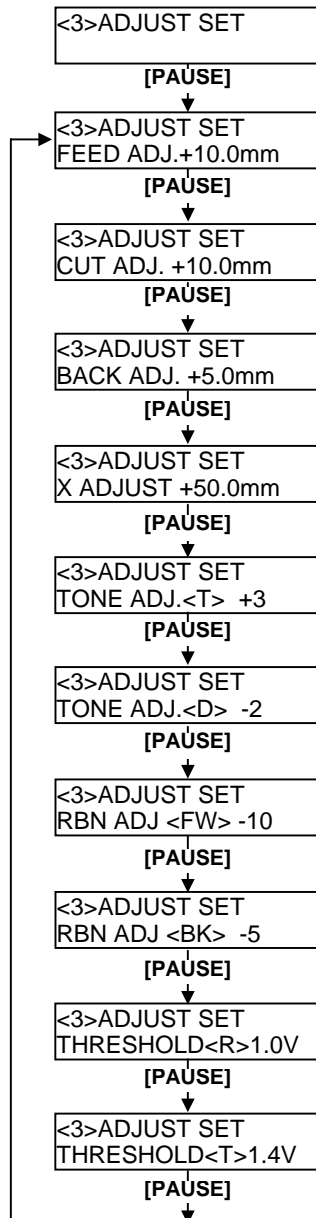 <3>ADJUST SET
[PAUSE]
<3>ADJUST SET
FEED ADJ.+10.0mm
[PAUSE]
<3>ADJUST SET
CUT ADJ. +10.0mm
[PAUSE]
<3>ADJUST SET
BACK ADJ. +5.0mm
[PAUSE]
<3>ADJUST SET
X ADJUST +50.0mm
[PAUSE]
<3>ADJUST SET
TONE ADJ.<T> +3
[PAUSE]
<3>ADJUST SET
TONE ADJ.<D> -2
[PAUSE]
<3>ADJUST SET
RBN ADJ <FW> -10
[PAUSE]
<3>ADJUST SET
RBN ADJ <BK> -5
[PAUSE]
<3>ADJUST SET
THRESHOLD<R>1.0V
[PAUSE]
<3>ADJUST SET
THRESHOLD<T>1.4V
[PAUSE]